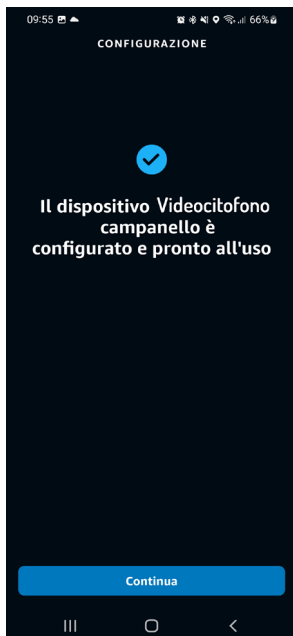 09:55 66%
CONFIGURAZIONE
Il dispositivo Videocitofono
campanello è
configurato e pronto all'uso
Continua